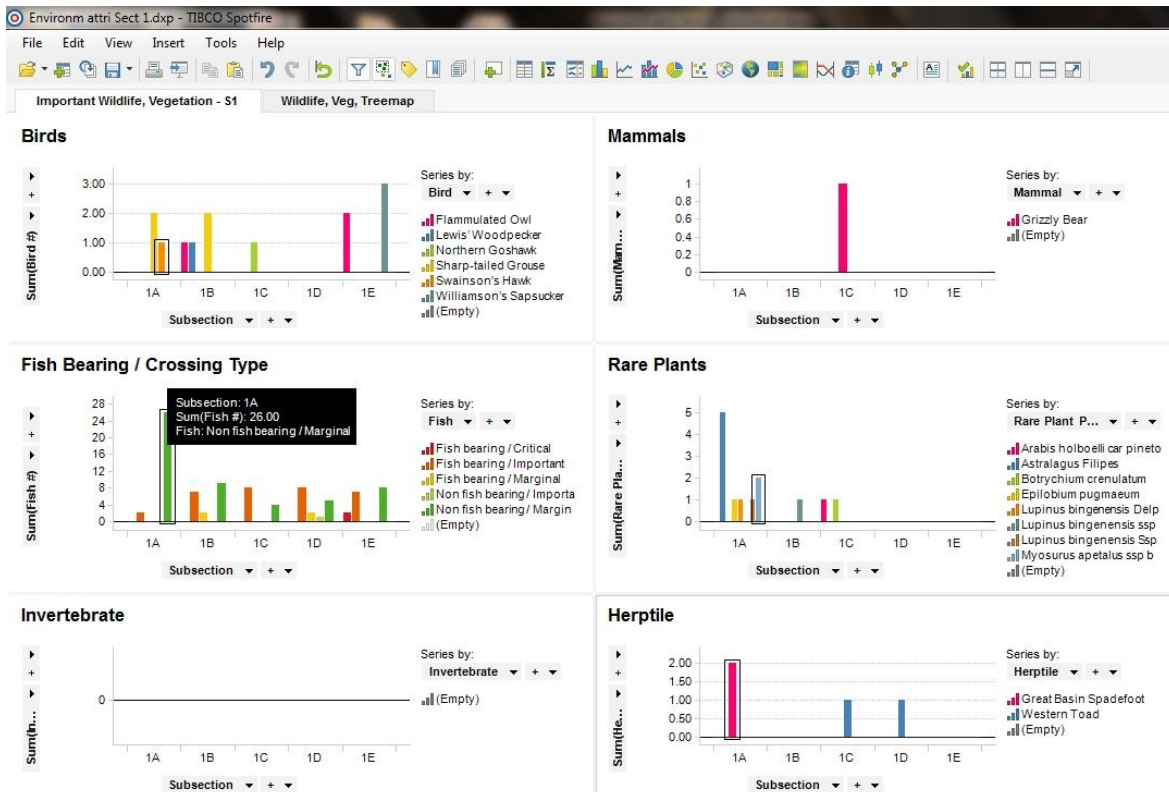 Environm attri Sect 1.dxp - TIBCO Spotfire
File Edit View Insert Tools Help
Important Wildlife, Vegetation - S1 Wildlife, Veg, Treemap
Birds
Sum(Bird #)
3.00
2.00
1.00
0.00
1A 1B 1C 1D 1E
Subsection
Series by:
Bird
Flammulated Owl
Lewis' Woodpecker
Northern Goshawk
Sharp-tailed Grouse
Swainson's Hawk
Williamson's Sapsucker
(Empty)
Mammals
Sum(Mam...
1
0.8
0.6
0.4
0.2
0
1A 1B 1C 1D 1E
Subsection
Series by:
Mammal
Grizzly Bear
(Empty)
Fish Bearing / Crossing Type
Sum(Fish #)
28
24
20
16
12
8
4
0
Subsection: 1A
Sum(Fish #): 26.00
Fish: Non fish bearing / Marginal
1A 1B 1C 1D 1E
Subsection
Series by:
Fish
Fish bearing / Critical
Fish bearing / Important
Fish bearing / Marginal
Non fish bearing / Importa
Non fish bearing / Margin
(Empty)
Rare Plants
Sum(Rare Pla...
5
4
3
2
1
0
1A 1B 1C 1D 1E
Subsection
Series by:
Rare Plant P...
Arabis holboelli car pineto
Astralagus Filipes
Botrychium crenulatum
Epilobium pugmaeum
Lupinus bingenensis Delp
Lupinus bingenensis ssp
Lupinus bingenensis Ssp
Myosurus apetalus ssp b
(Empty)
Invertebrate
Sum(In...
0
1A 1B 1C 1D 1E
Subsection
Series by:
Invertebrate
(Empty)
Herptile
Sum(He...
2.00
1.50
1.00
0.50
0.00
1A 1B 1C 1D 1E
Subsection
Series by:
Herptile
Great Basin Spadefoot
Western Toad
(Empty)